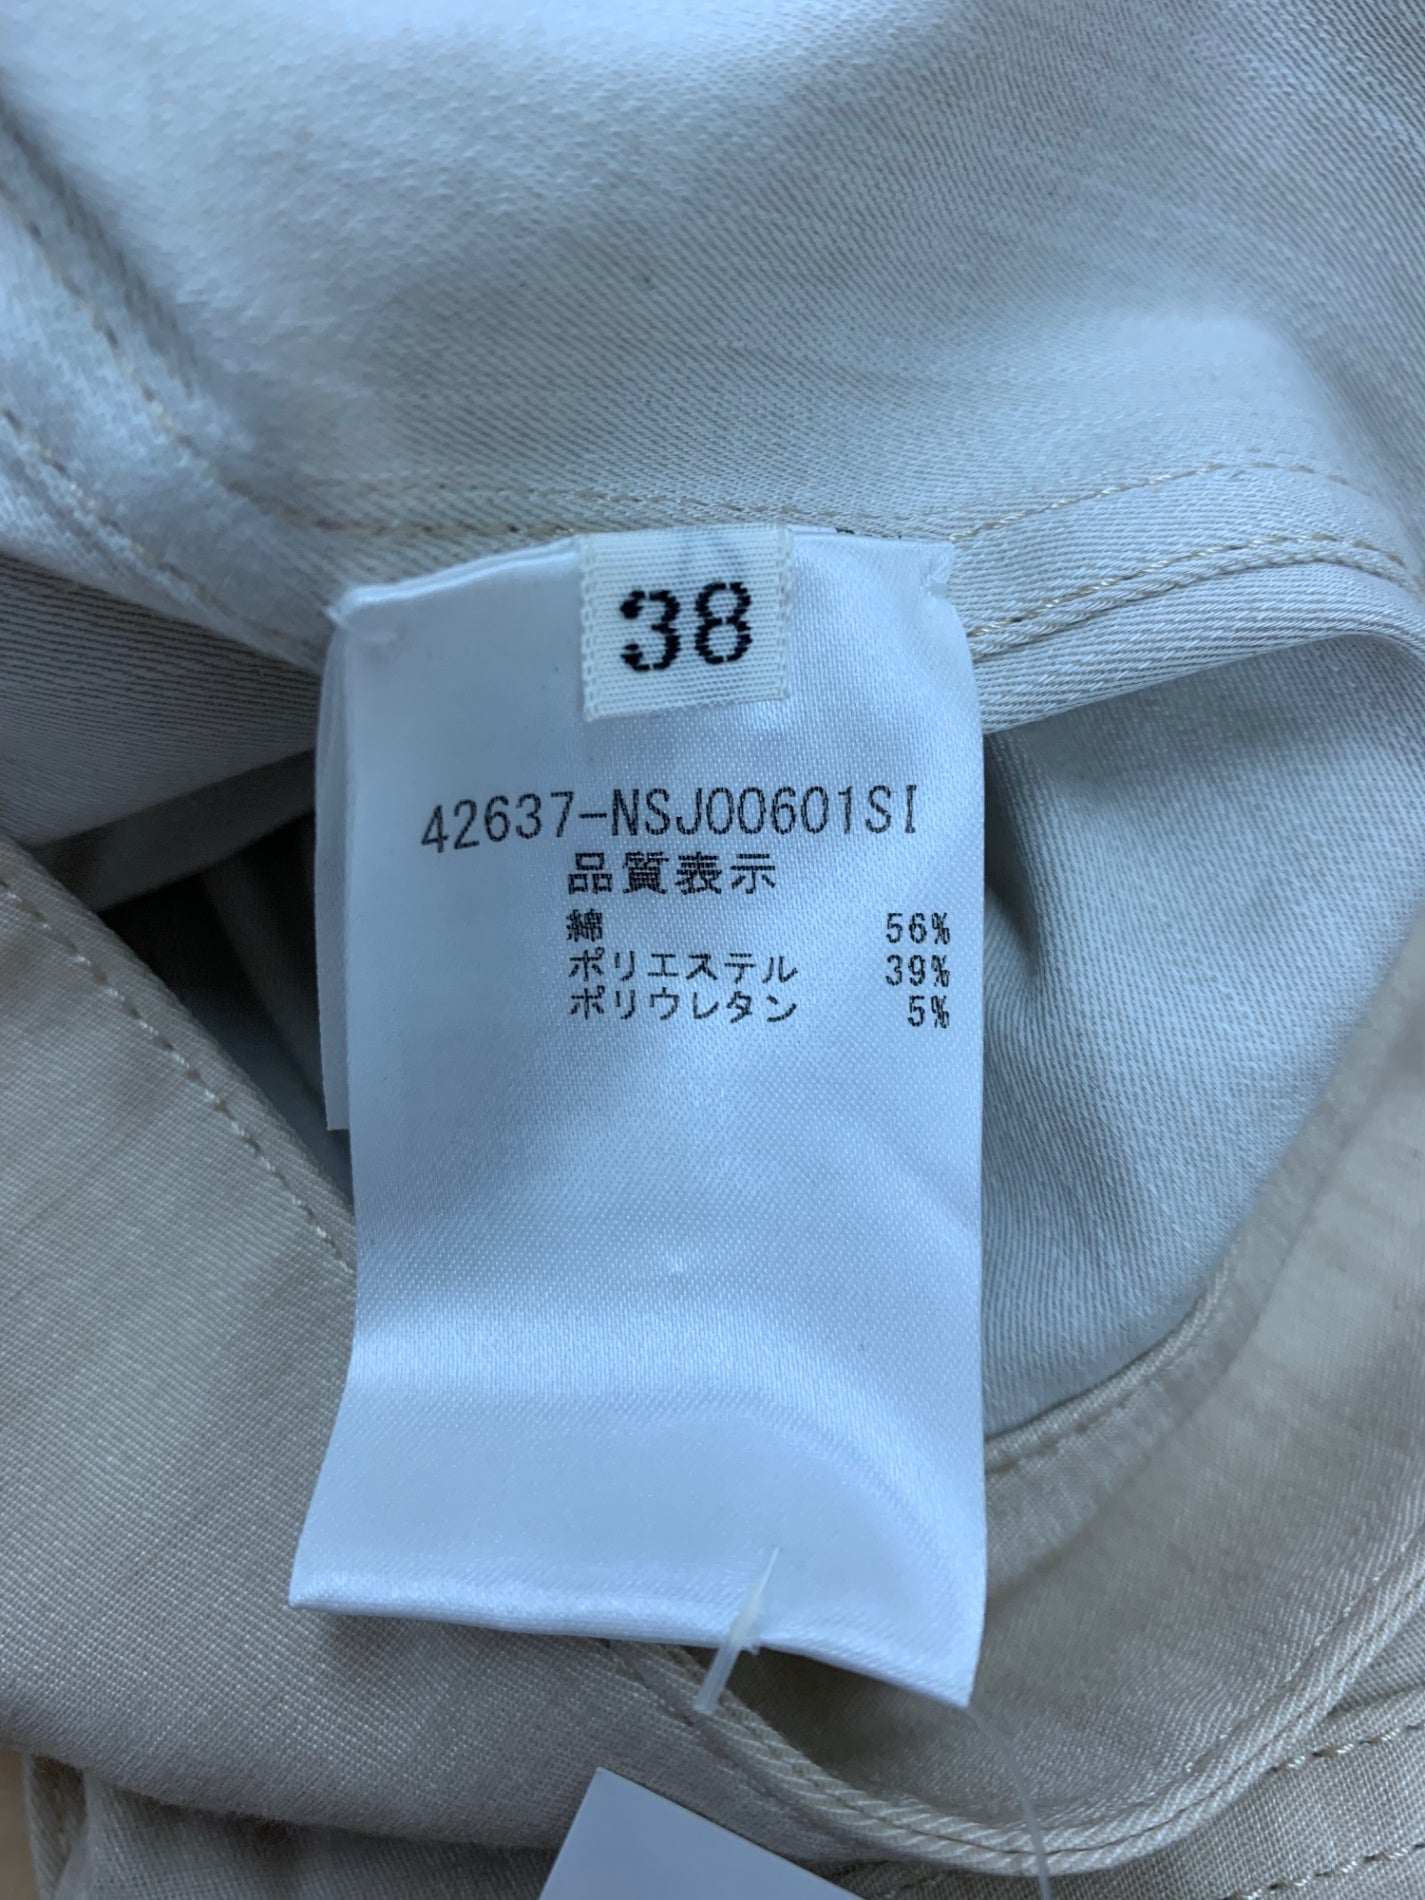 38
42637-NSJ00601SI
品質表示
綿 56%
ポリエステル 39%
ポリウレタン 5%